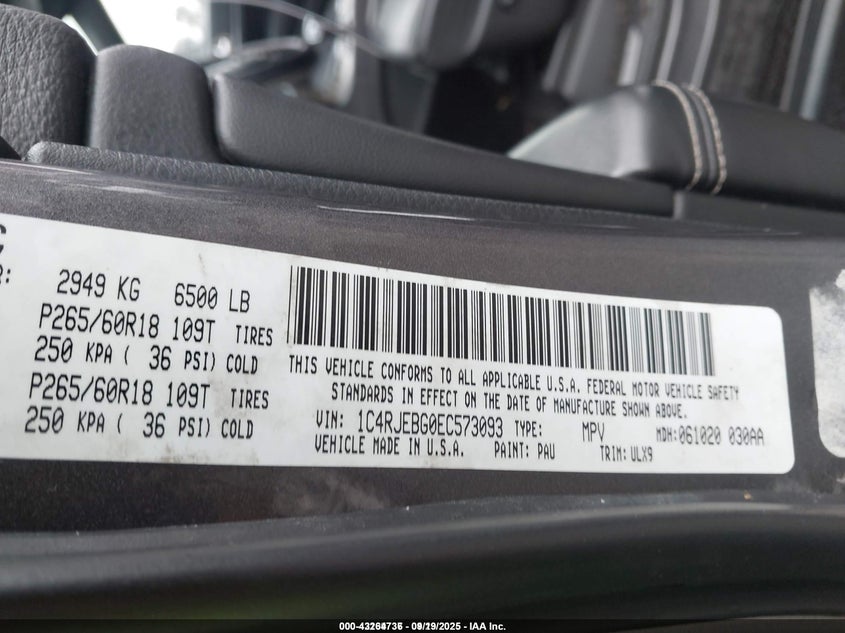 2949 KG 6500 LB
P265/60R18 109T TIRES
250 KPA ( 36 PSI) COLD
P265/60R18 109T TIRES
250 KPA ( 36 PSI) COLD
THIS VEHICLE CONFORMS TO ALL APPLICABLE U.S.A. FEDERAL MOTOR VEHICLE SAFETY
STANDARDS IN EFFECT ON THE DATE OF MANUFACTURE SHOWN ABOVE.
VIN: 1C4RJEBG0EC573093 TYPE: MPV MDH:061020 030AA
VEHICLE MADE IN U.S.A. PAINT: PAU TRIM: ULX9
- IAA Inc.